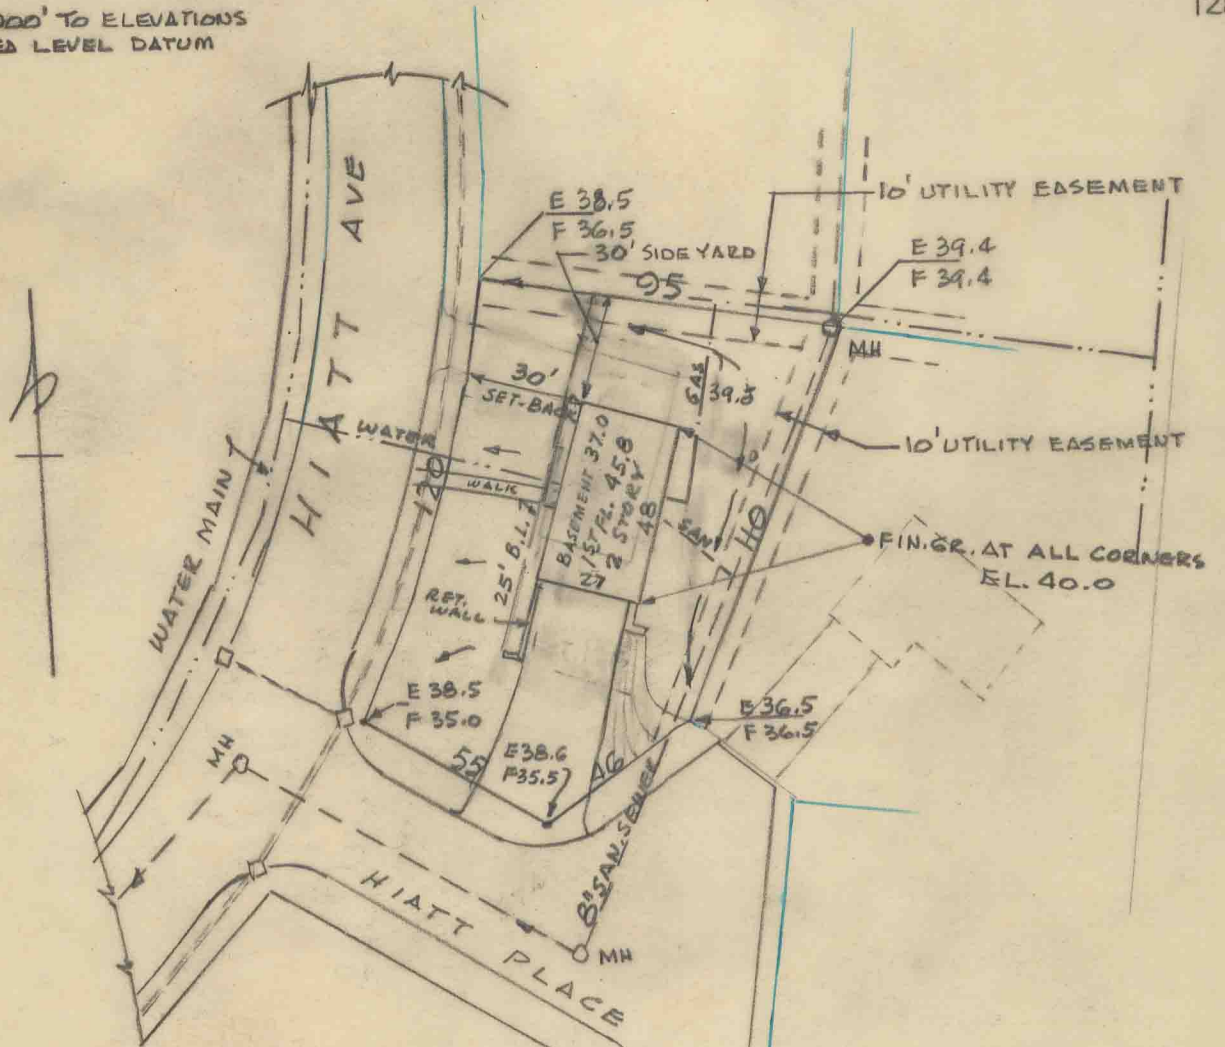 000' TO ELEVATIONS
LEVEL DATUM
12
HIATT AVE
E 38.5
F 36.5
30' SIDE YARD
10' UTILITY EASEMENT
E 39.4
F 39.4
95
MH
30'
SET-BACK
GAS
39.5
WATER
10' UTILITY EASEMENT
WATER MAIN
120
WALK
BASEMENT 37.0
1ST FL. 45.8
2 STORY
48
SAN
110
25' B.L.
27
FIN. GR. AT ALL CORNERS
EL. 40.0
RET.
WALL
E 38.5
F 35.0
E 36.5
F 36.5
MH
55
E 38.6
F 35.5
46
8" SAN. SEWER
HIATT PLACE
MH